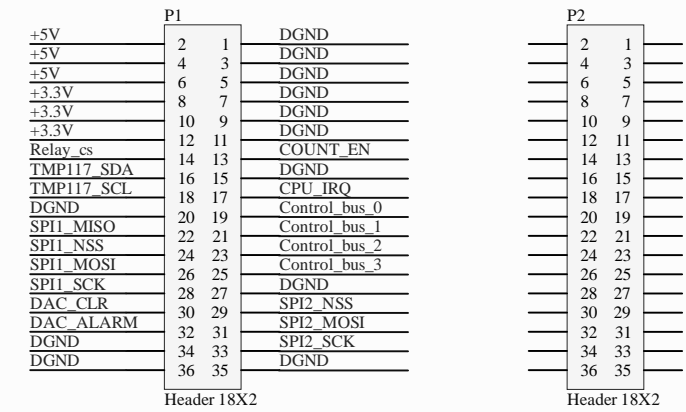 P1 P2
+5V 2 1 DGND 2 1
+5V 4 3 DGND 4 3
+5V 6 5 DGND 6 5
+3.3V 8 7 DGND 8 7
+3.3V 10 9 DGND 10 9
+3.3V 12 11 DGND 12 11
Relay_cs 14 13 COUNT_EN 14 13
TMP117_SDA 16 15 DGND 16 15
TMP117_SCL 18 17 CPU_IRQ 18 17
DGND 20 19 Control_bus_0 20 19
SPI1_MISO 22 21 Control_bus_1 22 21
SPI1_NSS 24 23 Control_bus_2 24 23
SPI1_MOSI 26 25 Control_bus_3 26 25
SPI1_SCK 28 27 DGND 28 27
DAC_CLR 30 29 SPI2_NSS 30 29
DAC_ALARM 32 31 SPI2_MOSI 32 31
DGND 34 33 SPI2_SCK 34 33
DGND 36 35 DGND 36 35
Header 18X2 Header 18X2